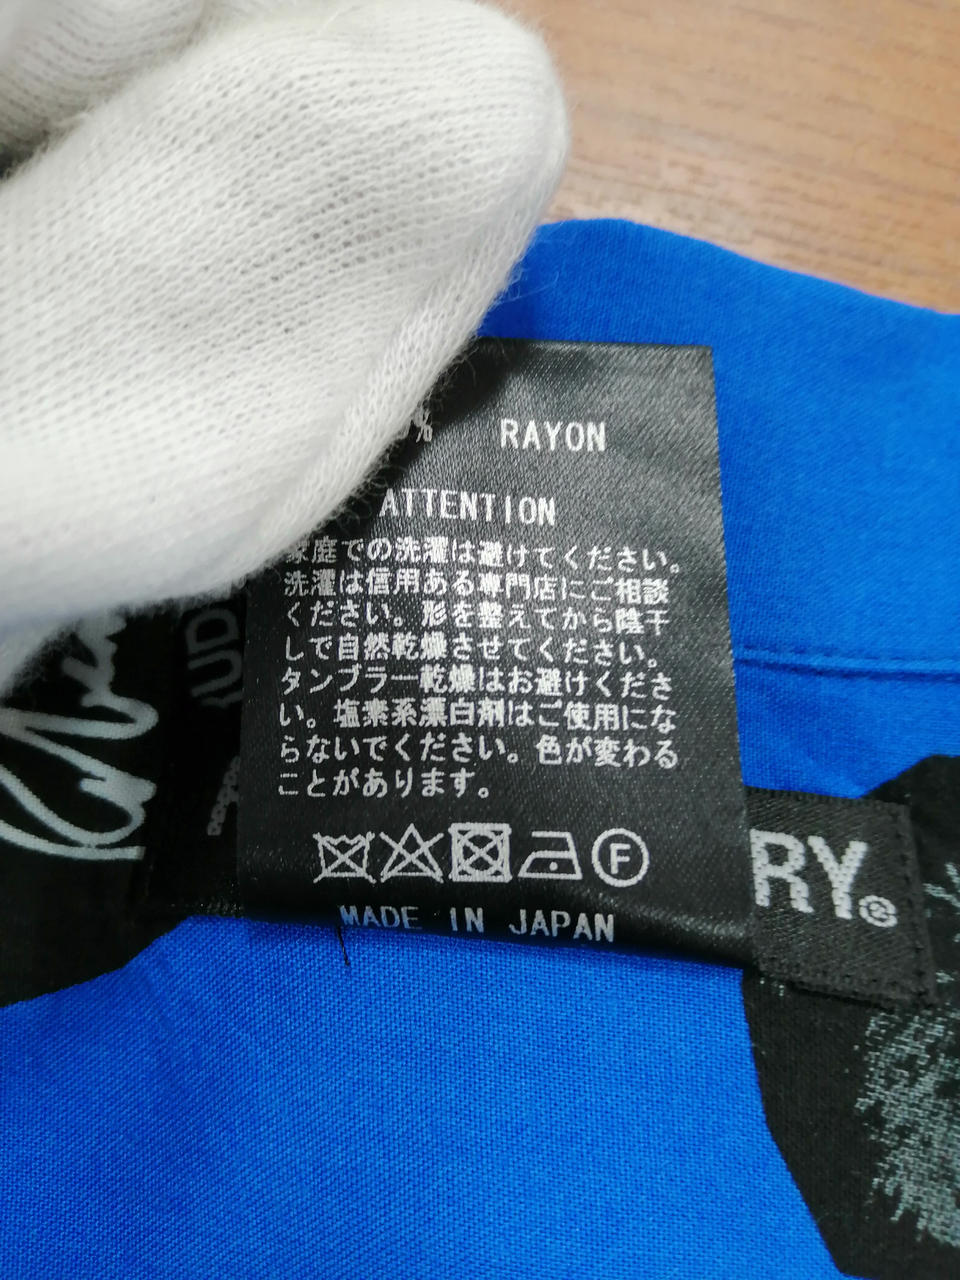 % RAYON
ATTENTION
家庭での洗濯は避けてください。
洗濯は信用ある専門店にご相談
ください。形を整えてから陰干
しで自然乾燥させてください。
タンブラー乾燥はお避けくださ
い。塩素系漂白剤はご使用にな
らないでください。色が変わる
ことがあります。
F
MADE IN JAPAN
RY®